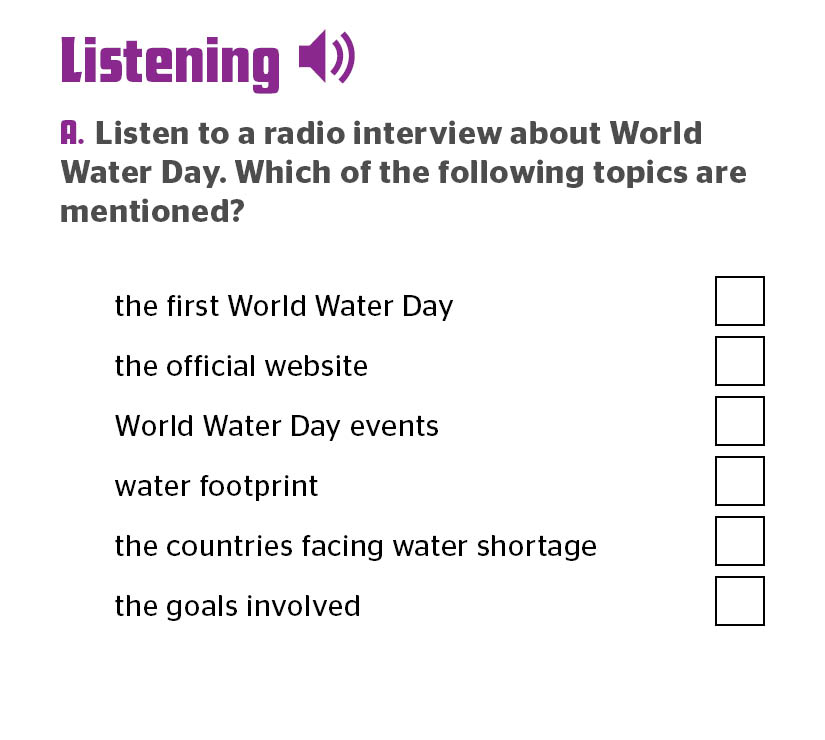 Listening
A. Listen to a radio interview about World
Water Day. Which of the following topics are
mentioned?
the first World Water Day
the official website
World Water Day events
water footprint
the countries facing water shortage
the goals involved